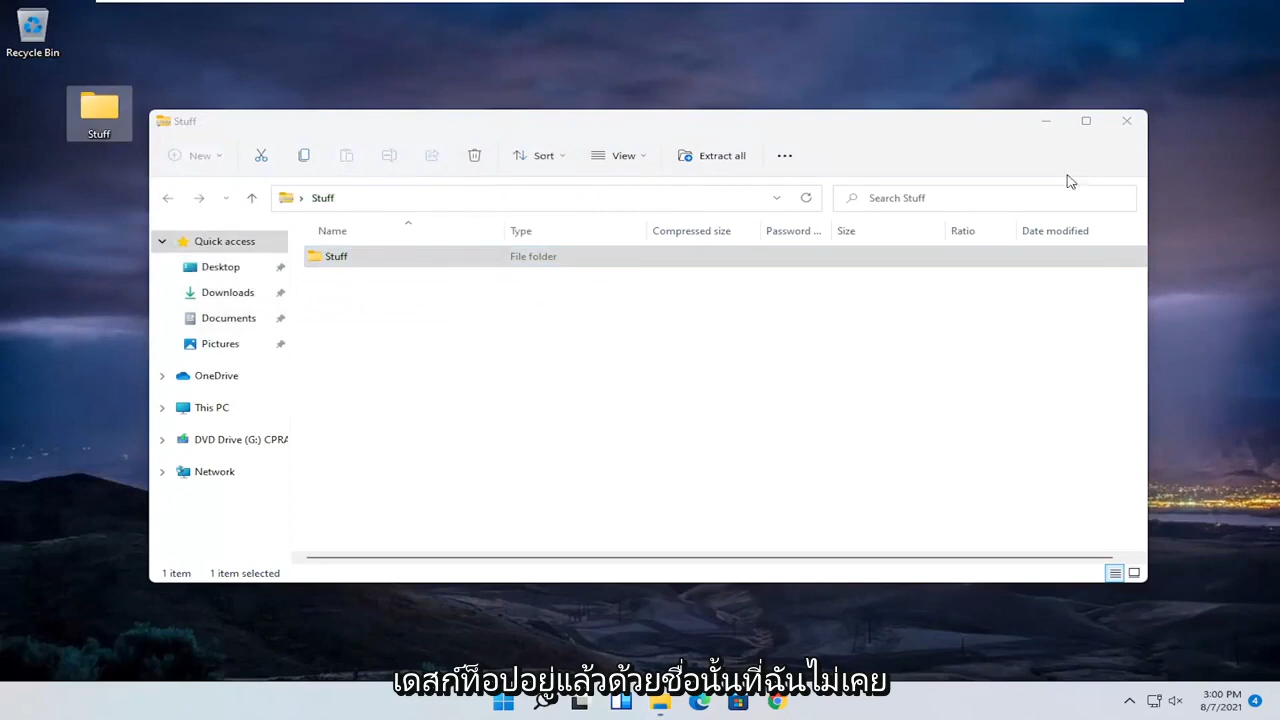 Recycle Bin
Stuff
Stuff
New
Sort
View
Extract all
Stuff
Search Stuff
Name Type Compressed size Password ... Size Ratio Date modified
Quick access
Stuff File folder
Desktop
Downloads
Documents
Pictures
OneDrive
This PC
DVD Drive (G:) CPRA
Network
1 item 1 item selected
เดสก์ท็อปอยู่แล้วด้วยชื่อนั้นที่ฉันไม่เคย
3:00 PM
8/7/2021
4